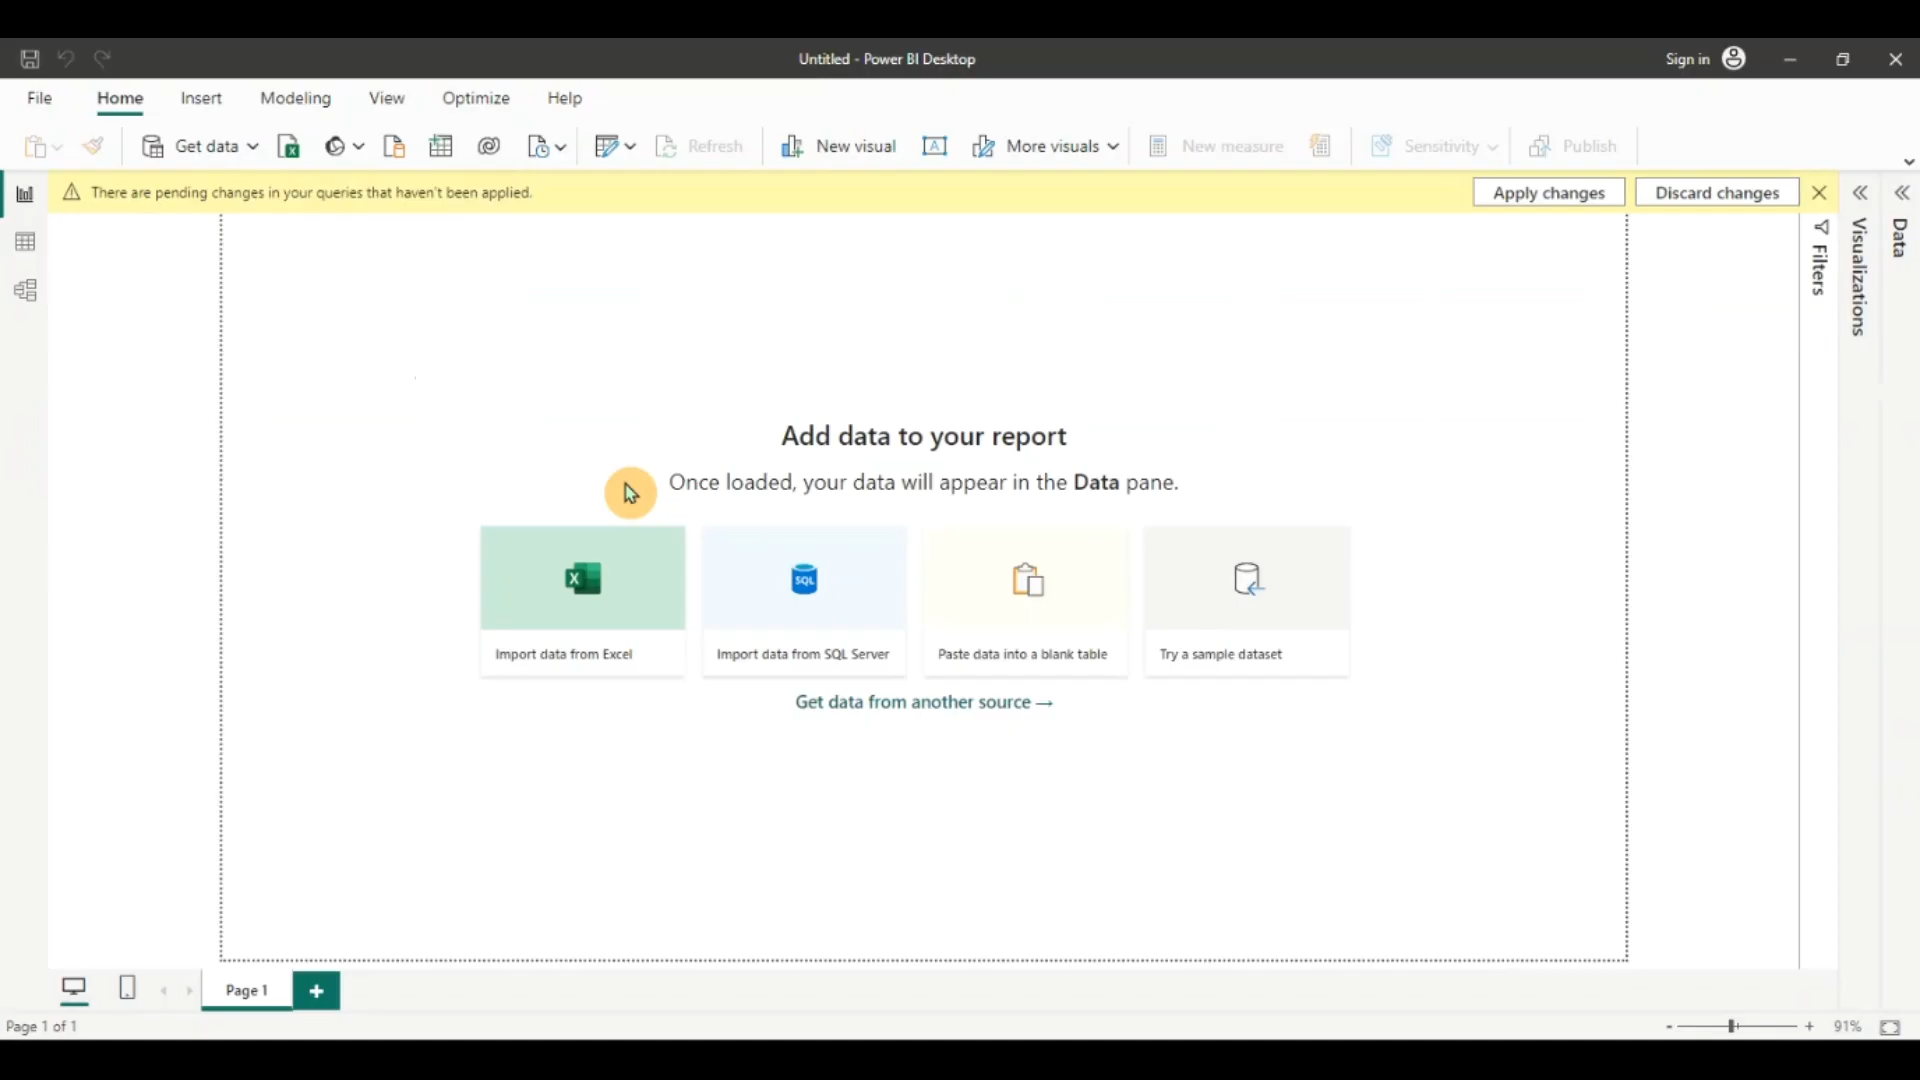 Untitled - Power BI Desktop
Sign in
File Home Insert Modeling View Optimize Help
Get data Refresh New visual More visuals New measure Sensitivity Publish
There are pending changes in your queries that haven't been applied. Apply changes Discard changes
Filters
Visualizations
Data
Add data to your report
Once loaded, your data will appear in the Data pane.
SQL
Import data from Excel
Import data from SQL Server
Paste data into a blank table
Try a sample dataset
Get data from another source →
Page 1
Page 1 of 1
- + 91%